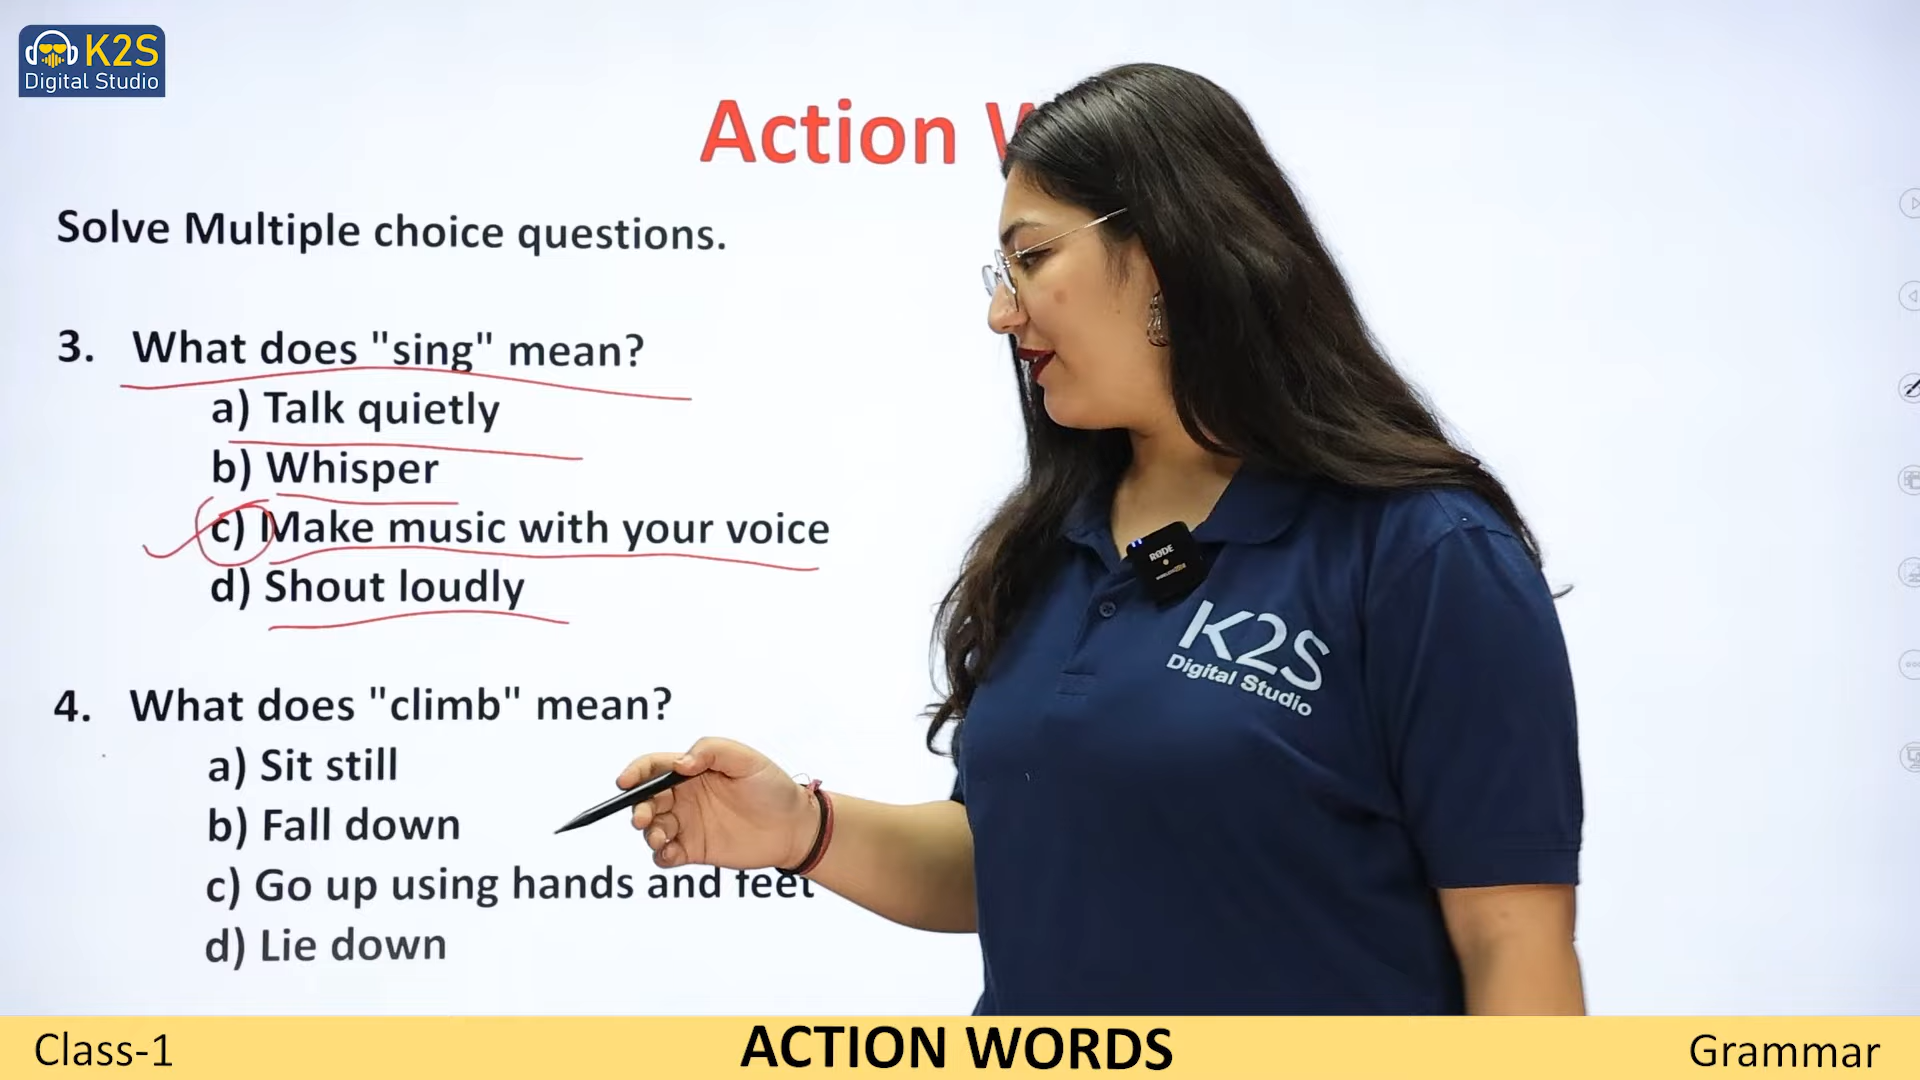 K2S
Digital Studio
Action W
Solve Multiple choice questions.
3. What does "sing" mean?
a) Talk quietly
b) Whisper
c) Make music with your voice
d) Shout loudly
4. What does "climb" mean?
a) Sit still
b) Fall down
c) Go up using hands and feet
d) Lie down
RØDE
K2S
Digital Studio
Class-1
ACTION WORDS
Grammar